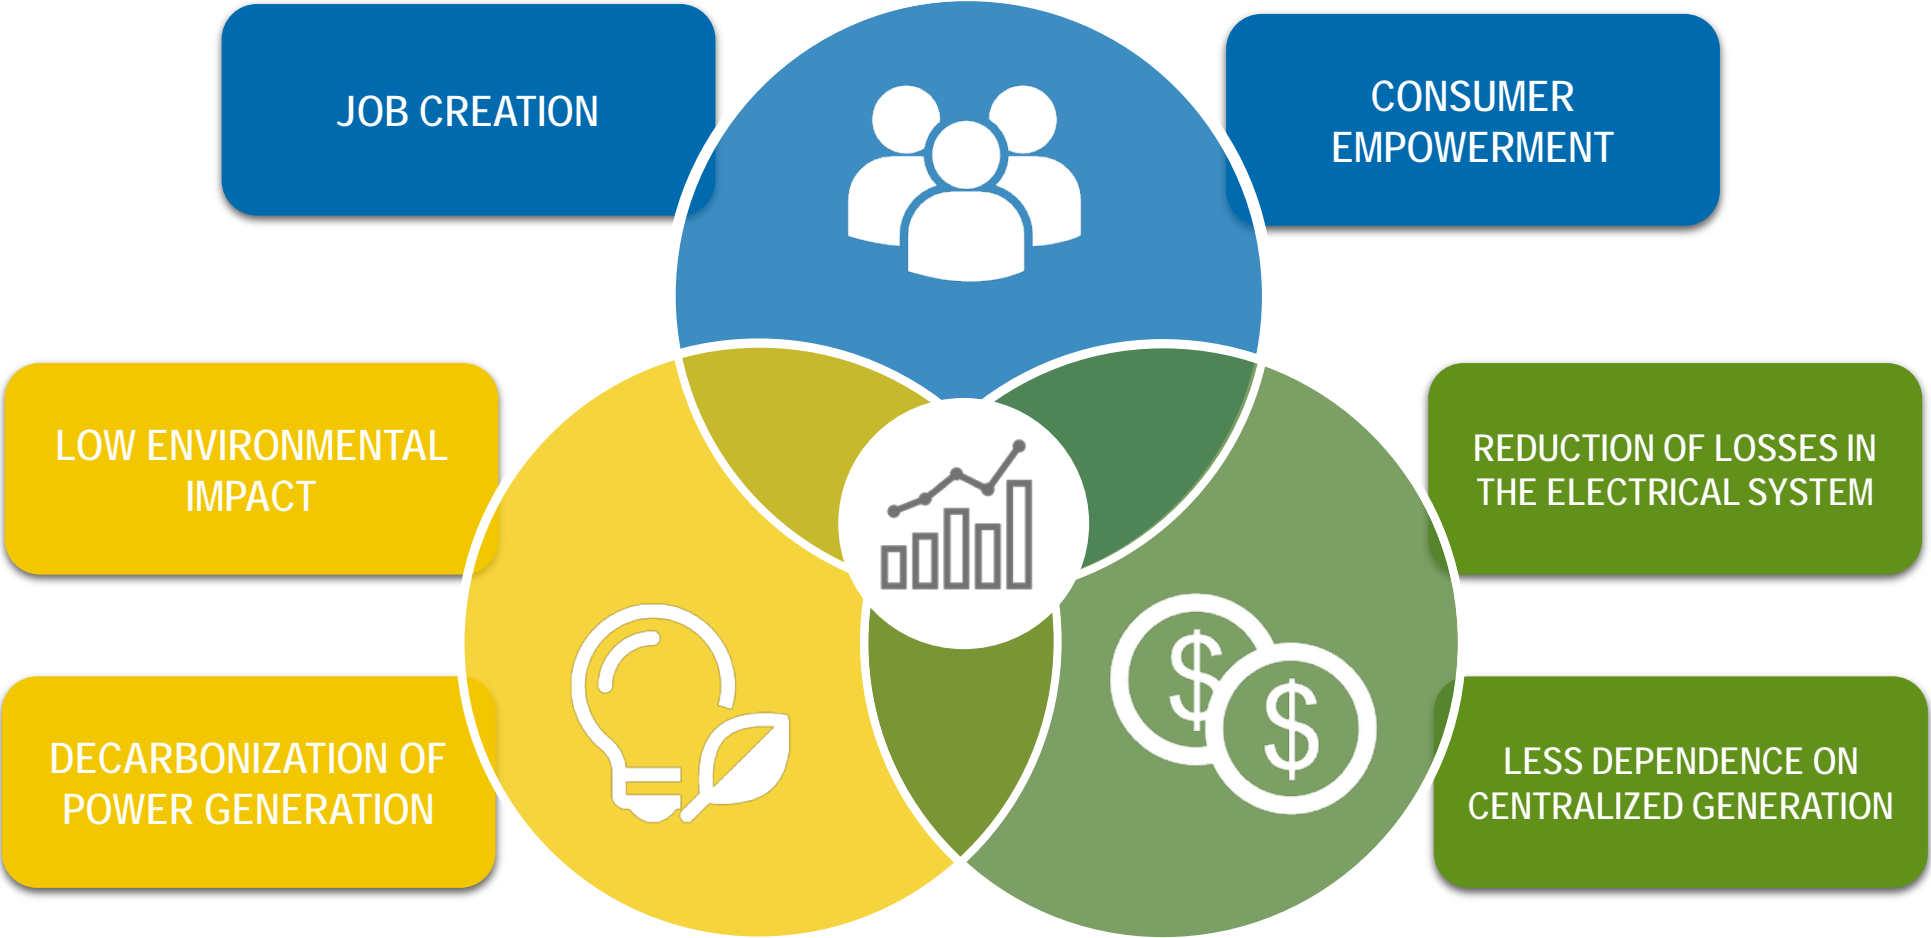 JOB CREATION
CONSUMER
EMPOWERMENT
LOW ENVIRONMENTAL
IMPACT
REDUCTION OF LOSSES IN
THE ELECTRICAL SYSTEM
$
$
DECARBONIZATION OF
POWER GENERATION
LESS DEPENDENCE ON
CENTRALIZED GENERATION